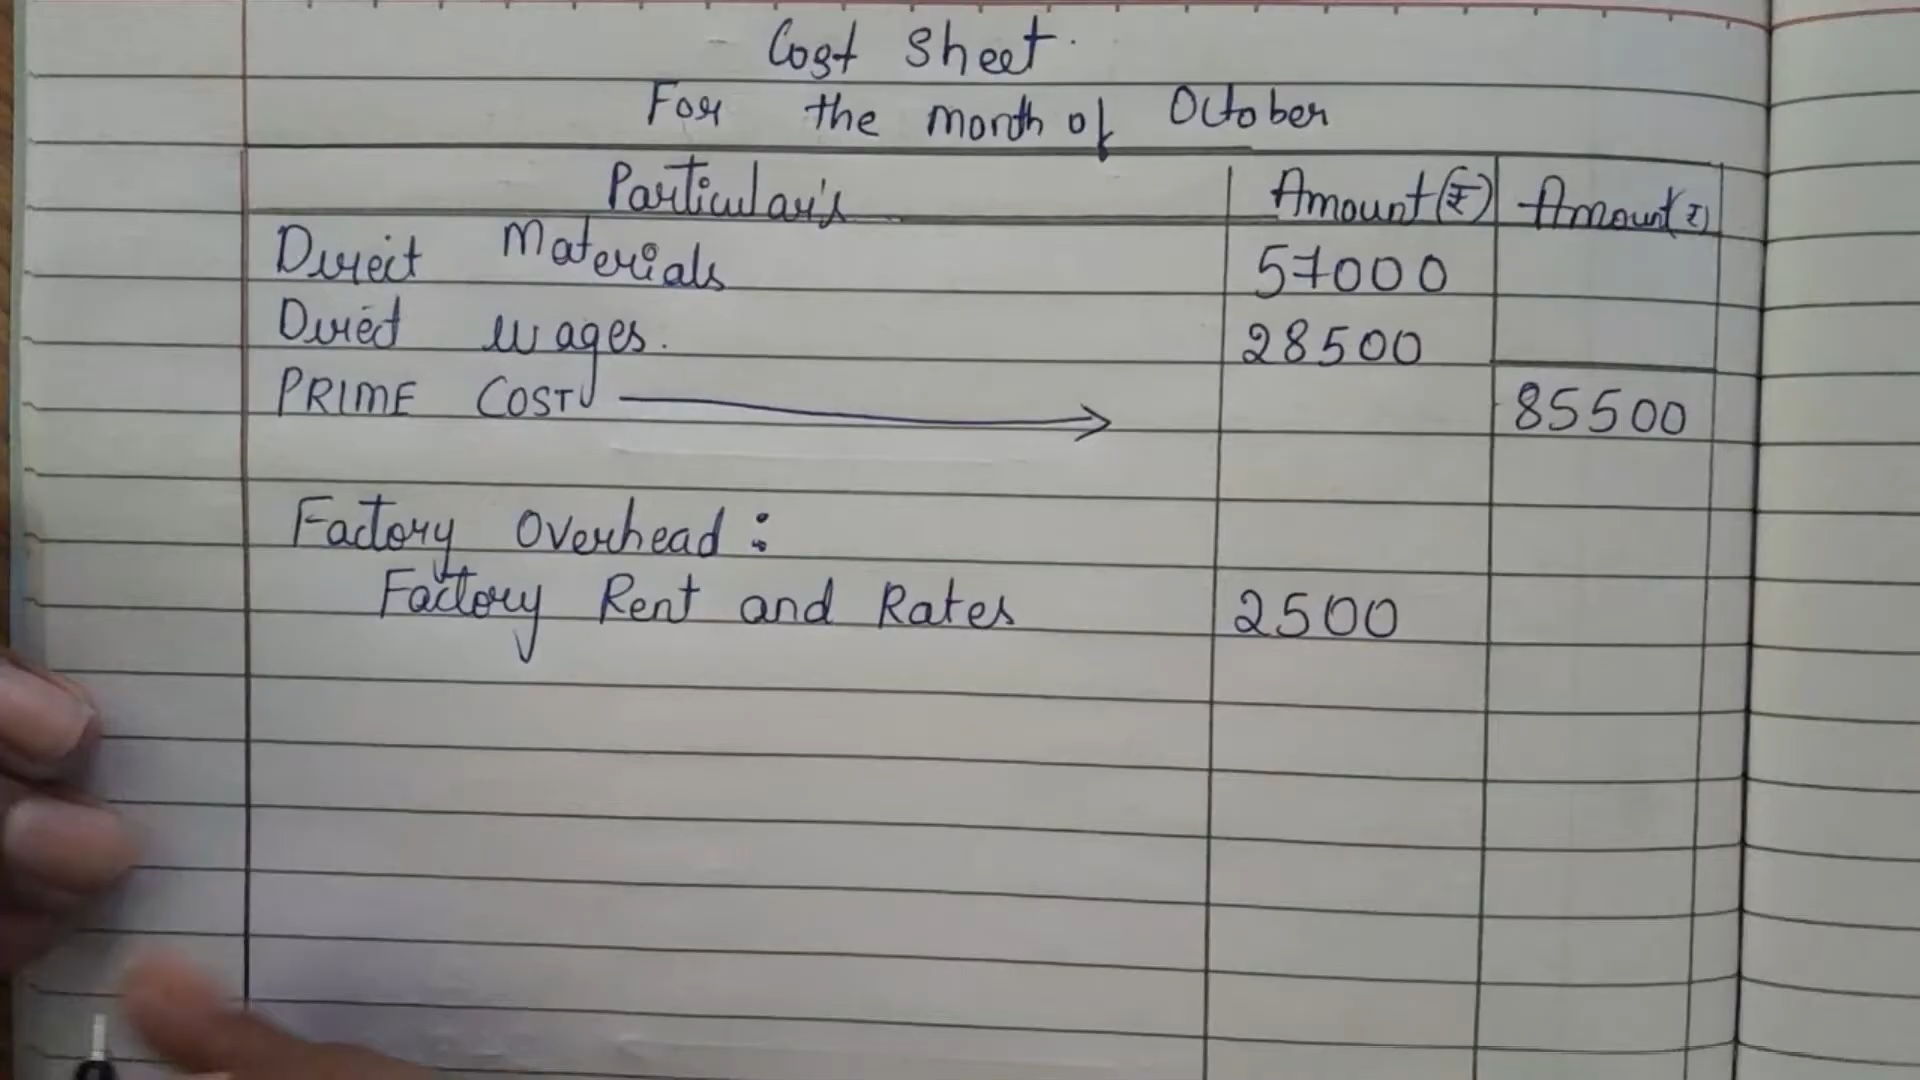 Cost Sheet.
For the month of October
Particulars Amount (₹) Amount (₹)
Direct Materials 57000
Direct wages. 28500
PRIME COST → 85500
Factory Overhead :
Factory Rent and Rates 2500